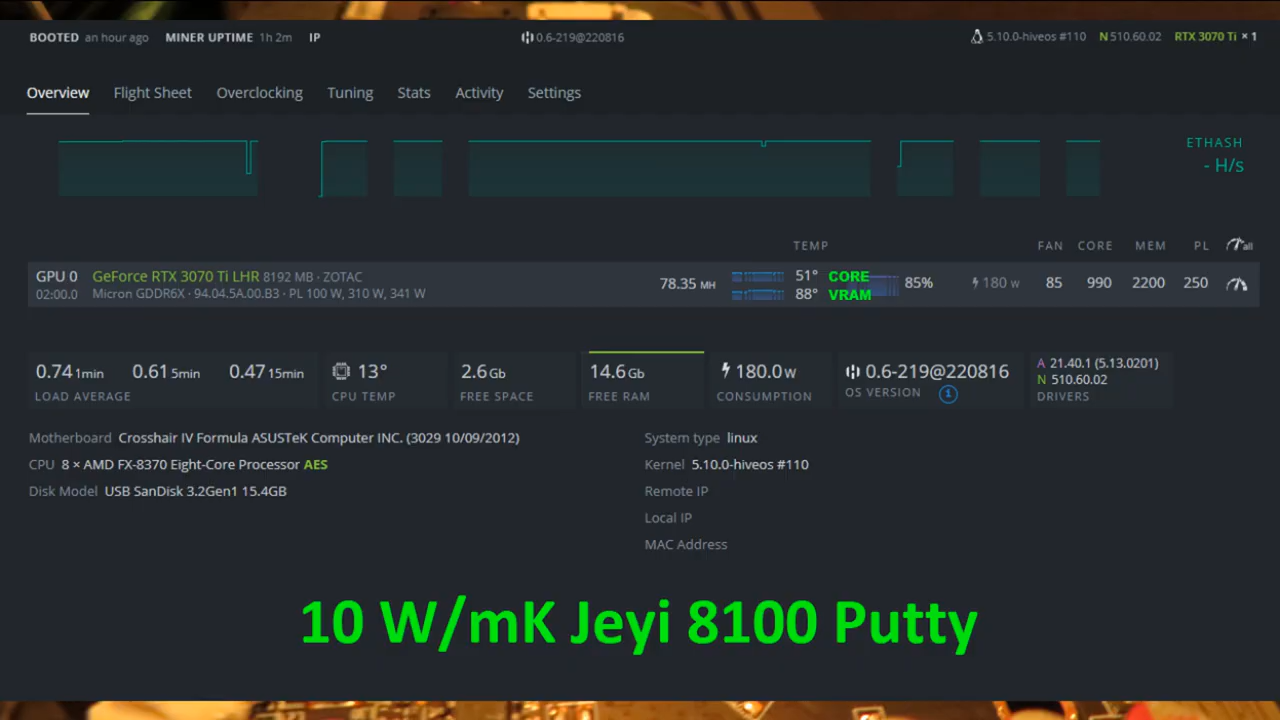 BOOTED an hour ago MINER UPTIME 1h 2m IP 0.6-219@220816 5.10.0-hiveos #110 N 510.60.02 RTX 3070 Ti × 1
Overview Flight Sheet Overclocking Tuning Stats Activity Settings
ETHASH
- H/s
TEMP FAN CORE MEM PL all
GPU 0 GeForce RTX 3070 Ti LHR 8192 MB · ZOTAC 78.35 MH 51° CORE 85% 180 W 85 990 2200 250
02:00.0 Micron GDDR6X · 94.04.5A.00.B3 · PL 100 W, 310 W, 341 W 88° VRAM
0.74 1min 0.61 5min 0.47 15min 13° 2.6 Gb 14.6 Gb 180.0 W 0.6-219@220816 A 21.40.1 (5.13.0201)
N 510.60.02
LOAD AVERAGE CPU TEMP FREE SPACE FREE RAM CONSUMPTION OS VERSION i DRIVERS
Motherboard Crosshair IV Formula ASUSTeK Computer INC. (3029 10/09/2012) System type linux
CPU 8 × AMD FX-8370 Eight-Core Processor AES Kernel 5.10.0-hiveos #110
Disk Model USB SanDisk 3.2Gen1 15.4GB Remote IP
Local IP
MAC Address
10 W/mK Jeyi 8100 Putty